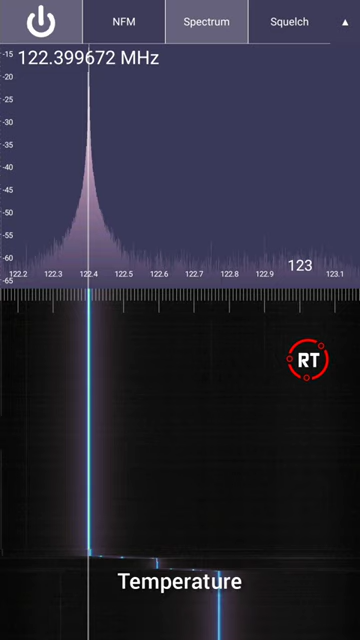 NFM Spectrum Squelch ▲
-15
122.399672 MHz
-20
-25
-30
-35
-40
-45
-50
-55
-60
123
122.2 122.3 122.4 122.5 122.6 122.7 122.8 122.9 123.1
-65
RT
Temperature